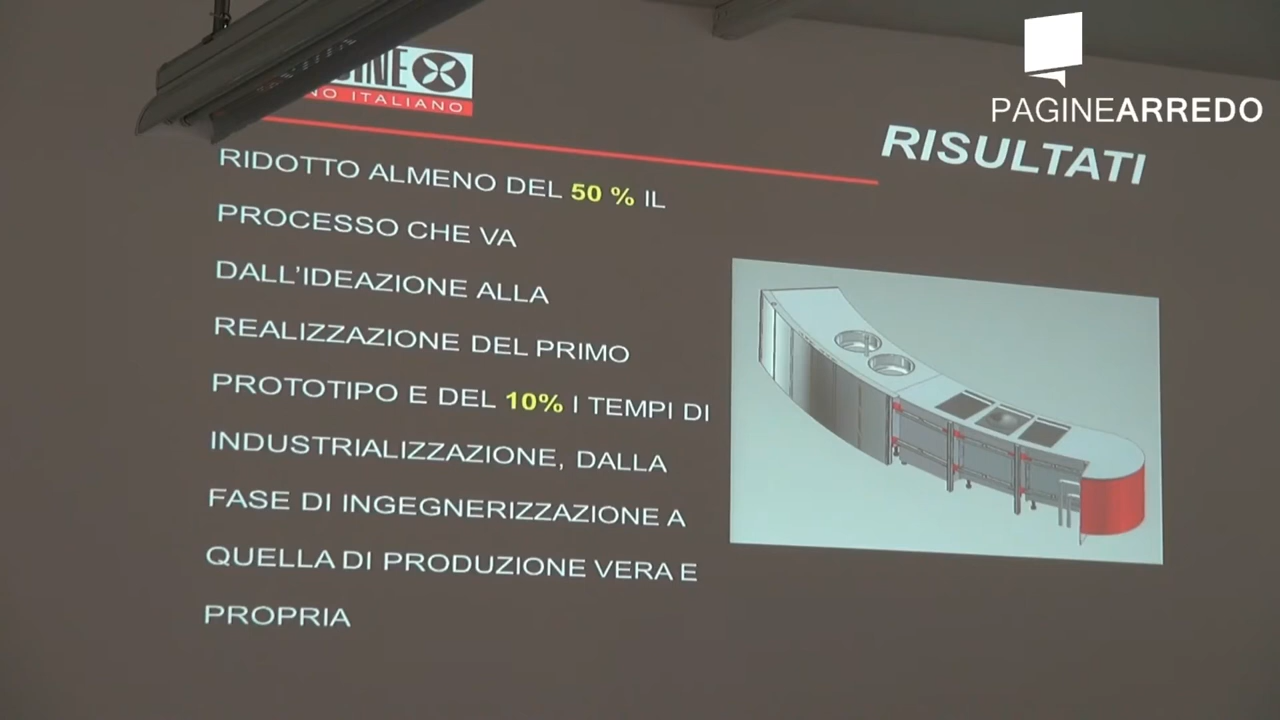 PAGINEARREDO
ITALIANO
RISULTATI
RIDOTTO ALMENO DEL 50 % IL
PROCESSO CHE VA
DALL'IDEAZIONE ALLA
REALIZZAZIONE DEL PRIMO
PROTOTIPO E DEL 10% I TEMPI DI
INDUSTRIALIZZAZIONE, DALLA
FASE DI INGEGNERIZZAZIONE A
QUELLA DI PRODUZIONE VERA E
PROPRIA